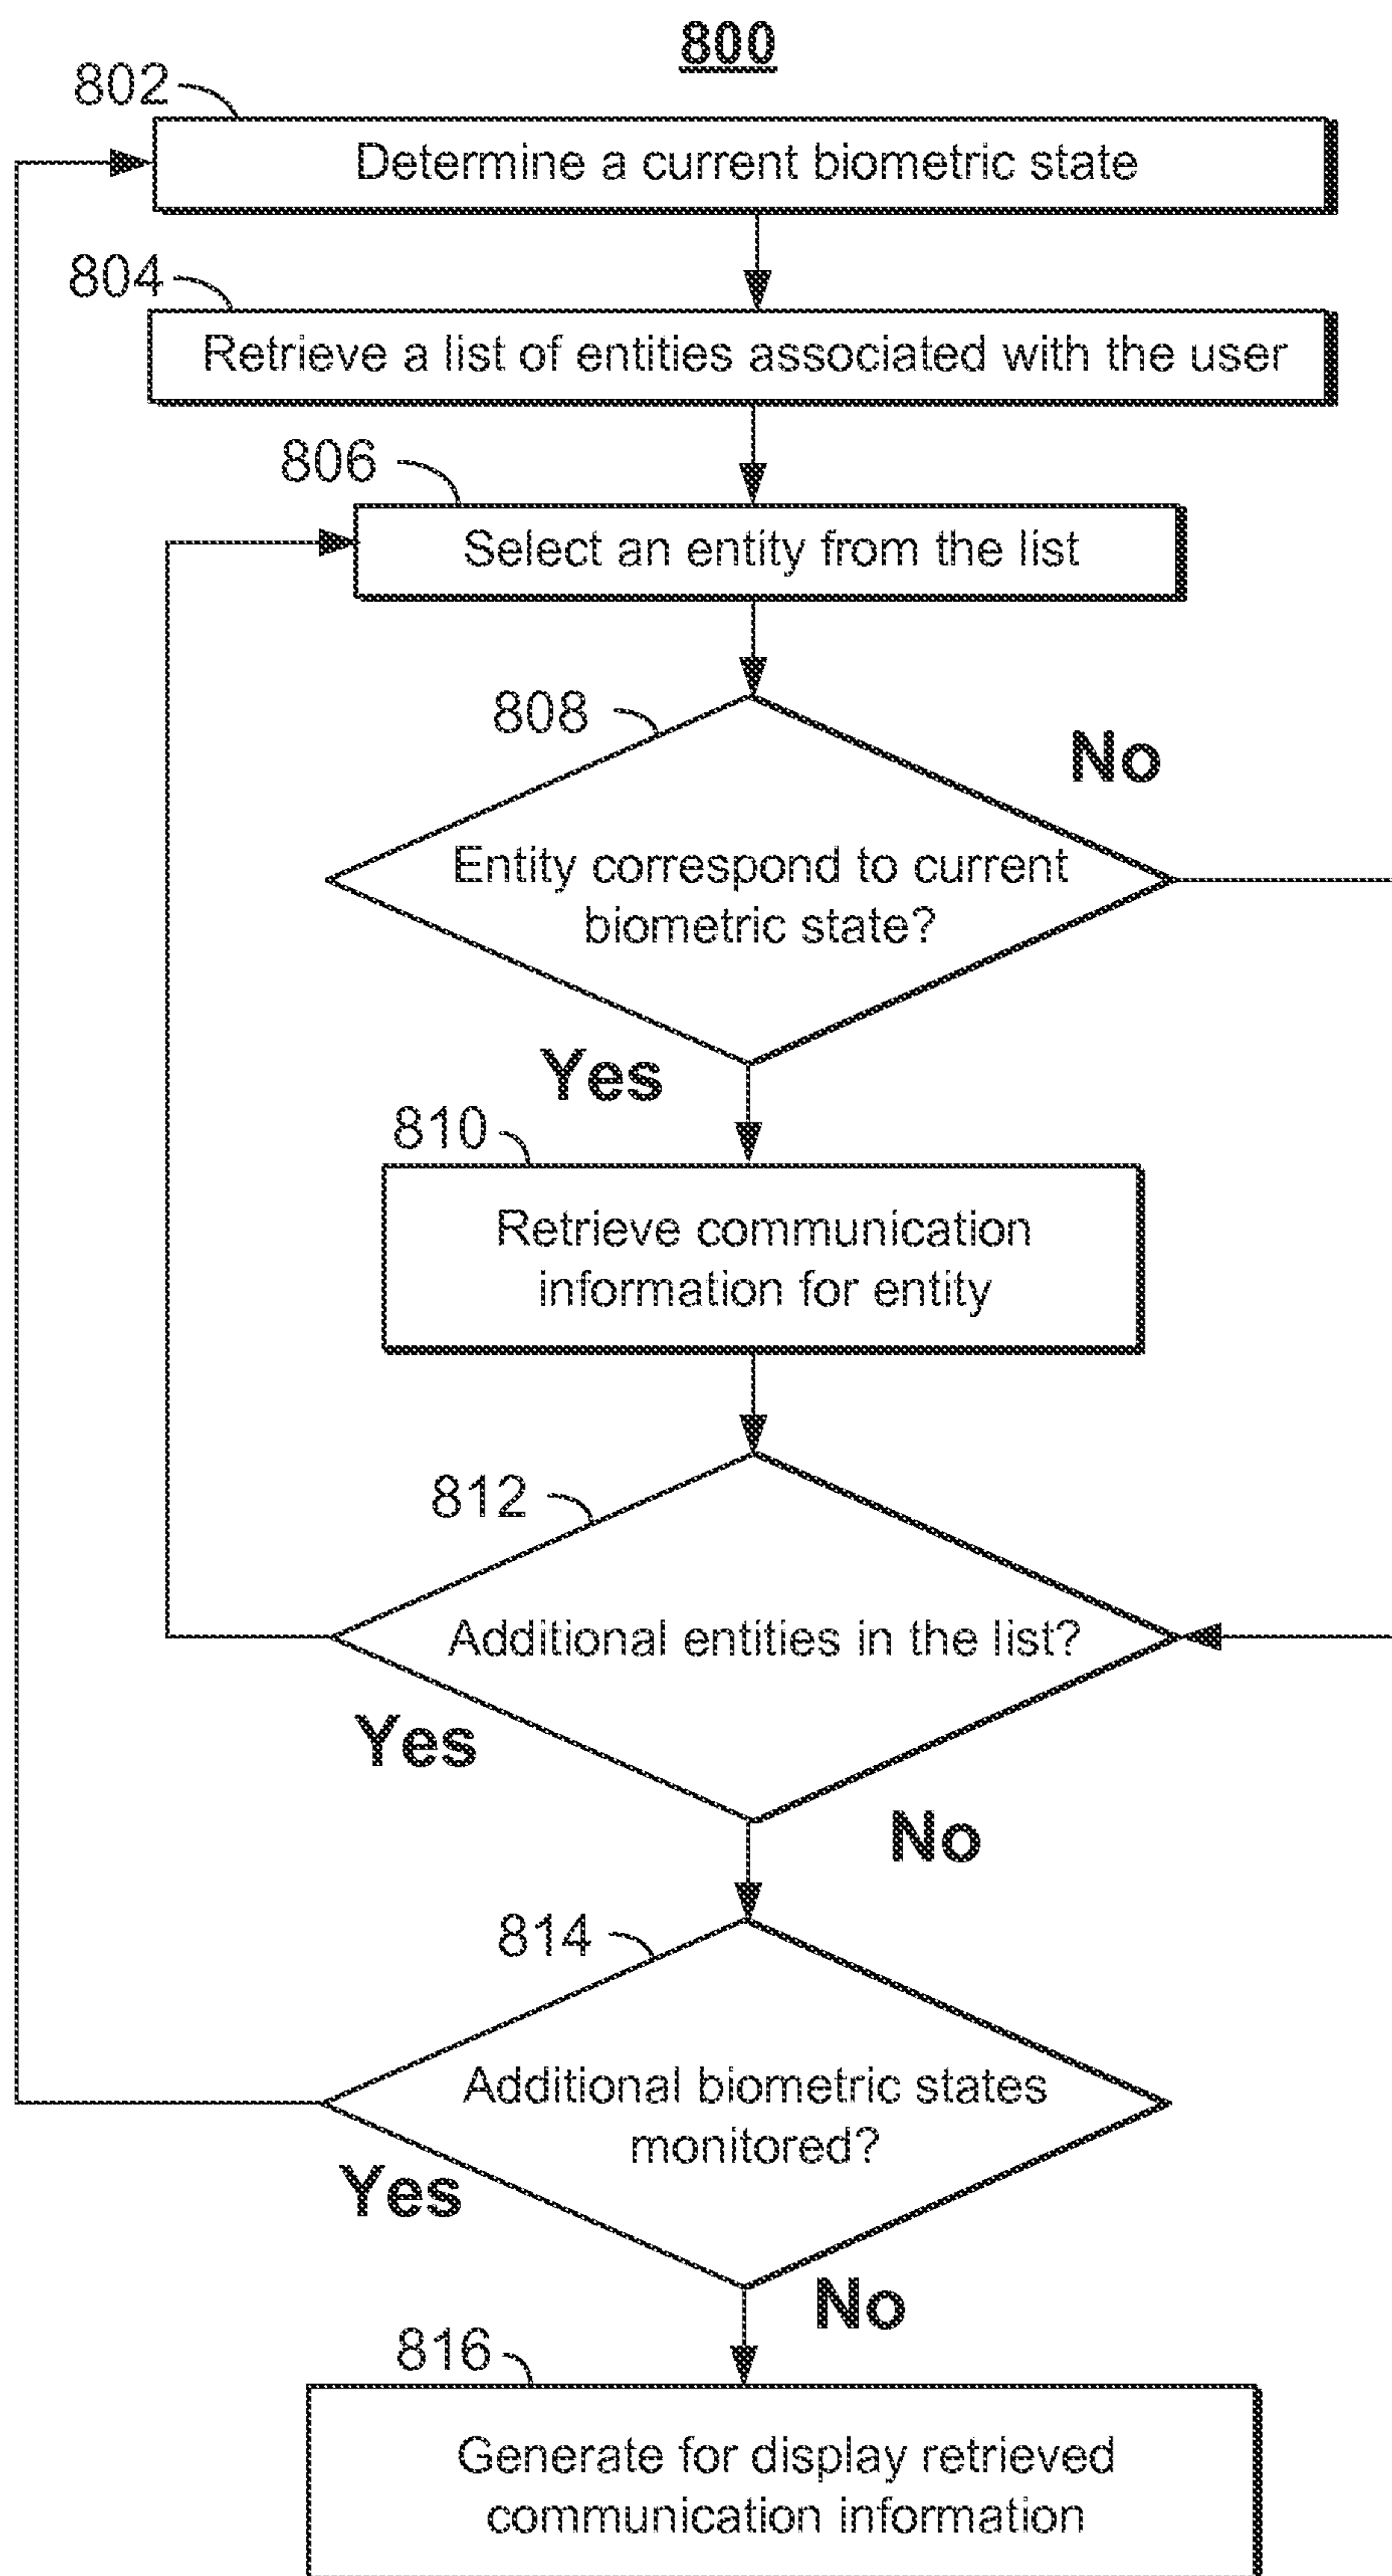 800
802
Determine a current biometric state
804
Retrieve a list of entities associated with the user
806
Select an entity from the list
808
No
Entity correspond to current
biometric state?
Yes
810
Retrieve communication
information for entity
812
Additional entities in the list?
Yes
No
814
Additional biometric states
monitored?
Yes
No
816
Generate for display retrieved
communication information